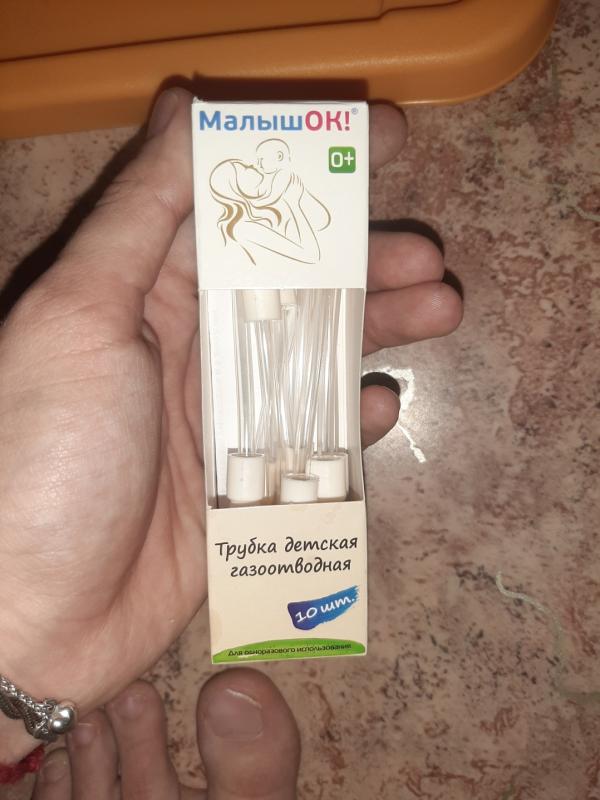 МалышОК!®
0+
Трубка детская
газоотводная
10 шт.
Для одноразового использования